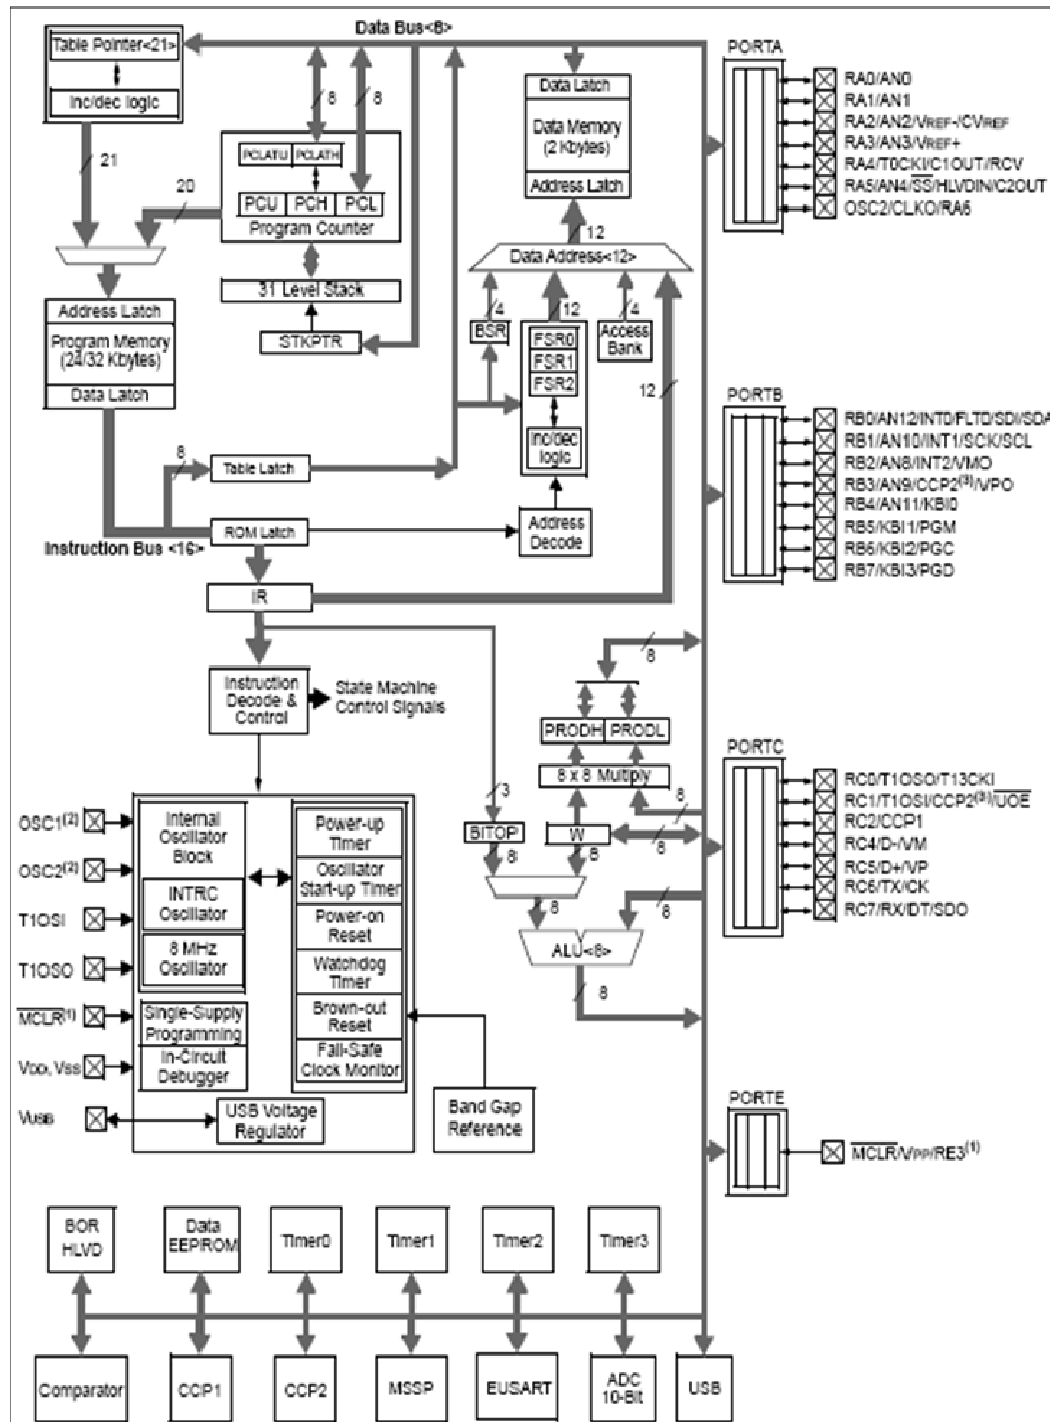 Data Bus<8>
Table Pointer<21>
Inc/dec logic
21
20
8
8
PCLATU PCLATH
PCU PCH PCL
Program Counter
31 Level Stack
STKPTR
Data Latch
Data Memory
(2 Kbytes)
Address Latch
12
Data Address<12>
4
12
4
BSR
FSR0
FSR1
FSR2
Inc/dec
logic
Access
Bank
12
Address Latch
Program Memory
(24/32 Kbytes)
Data Latch
8
Table Latch
ROM Latch
Instruction Bus <16>
Address
Decode
IR
Instruction
Decode &
Control
State Machine
Control Signals
8
PRODH PRODL
8 x 8 Multiply
3
8
BITOP
W
8
8
8
8
8
ALU<8>
8
OSC1(2)
OSC2(2)
T1OSI
T1OSO
MCLR(1)
VDD, VSS
VUSB
Internal
Oscillator
Block
INTRC
Oscillator
8 MHz
Oscillator
Single-Supply
Programming
In-Circuit
Debugger
Power-up
Timer
Oscillator
Start-up Timer
Power-on
Reset
Watchdog
Timer
Brown-out
Reset
Fail-Safe
Clock Monitor
USB Voltage
Regulator
Band Gap
Reference
PORTA
RA0/AN0
RA1/AN1
RA2/AN2/VREF-/CVREF
RA3/AN3/VREF+
RA4/T0CKI/C1OUT/RCV
RA5/AN4/SS/HLVDIN/C2OUT
OSC2/CLKO/RA6
PORTB
RB0/AN12/INT0/FLT0/SDI/SDA
RB1/AN10/INT1/SCK/SCL
RB2/AN8/INT2/VMO
RB3/AN9/CCP2(3)/VPO
RB4/AN11/KBI0
RB5/KBI1/PGM
RB6/KBI2/PGC
RB7/KBI3/PGD
PORTC
RC0/T1OSO/T13CKI
RC1/T1OSI/CCP2(3)/UOE
RC2/CCP1
RC4/D-/VM
RC5/D+/VP
RC6/TX/CK
RC7/RX/DT/SDO
PORTE
MCLR/VPP/RE3(1)
BOR
HLVD
Data
EEPROM
Timer0
Timer1
Timer2
Timer3
Comparator
CCP1
CCP2
MSSP
EUSART
ADC
10-Bit
USB